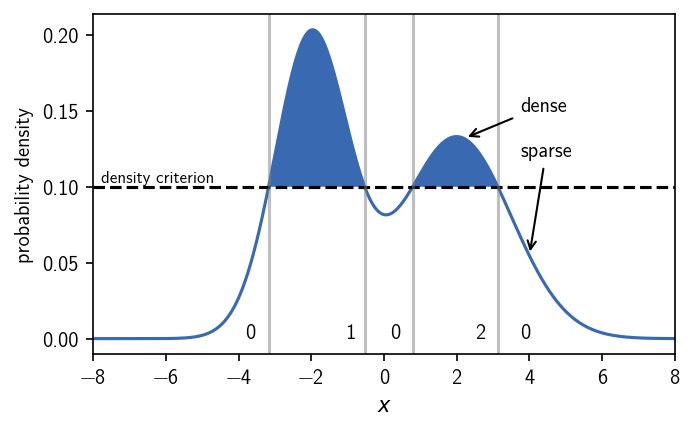 0.20
0.15
0.10
0.05
0.00
probability density
density criterion
dense
sparse
0 1 0 2 0
−8 −6 −4 −2 0 2 4 6 8
x